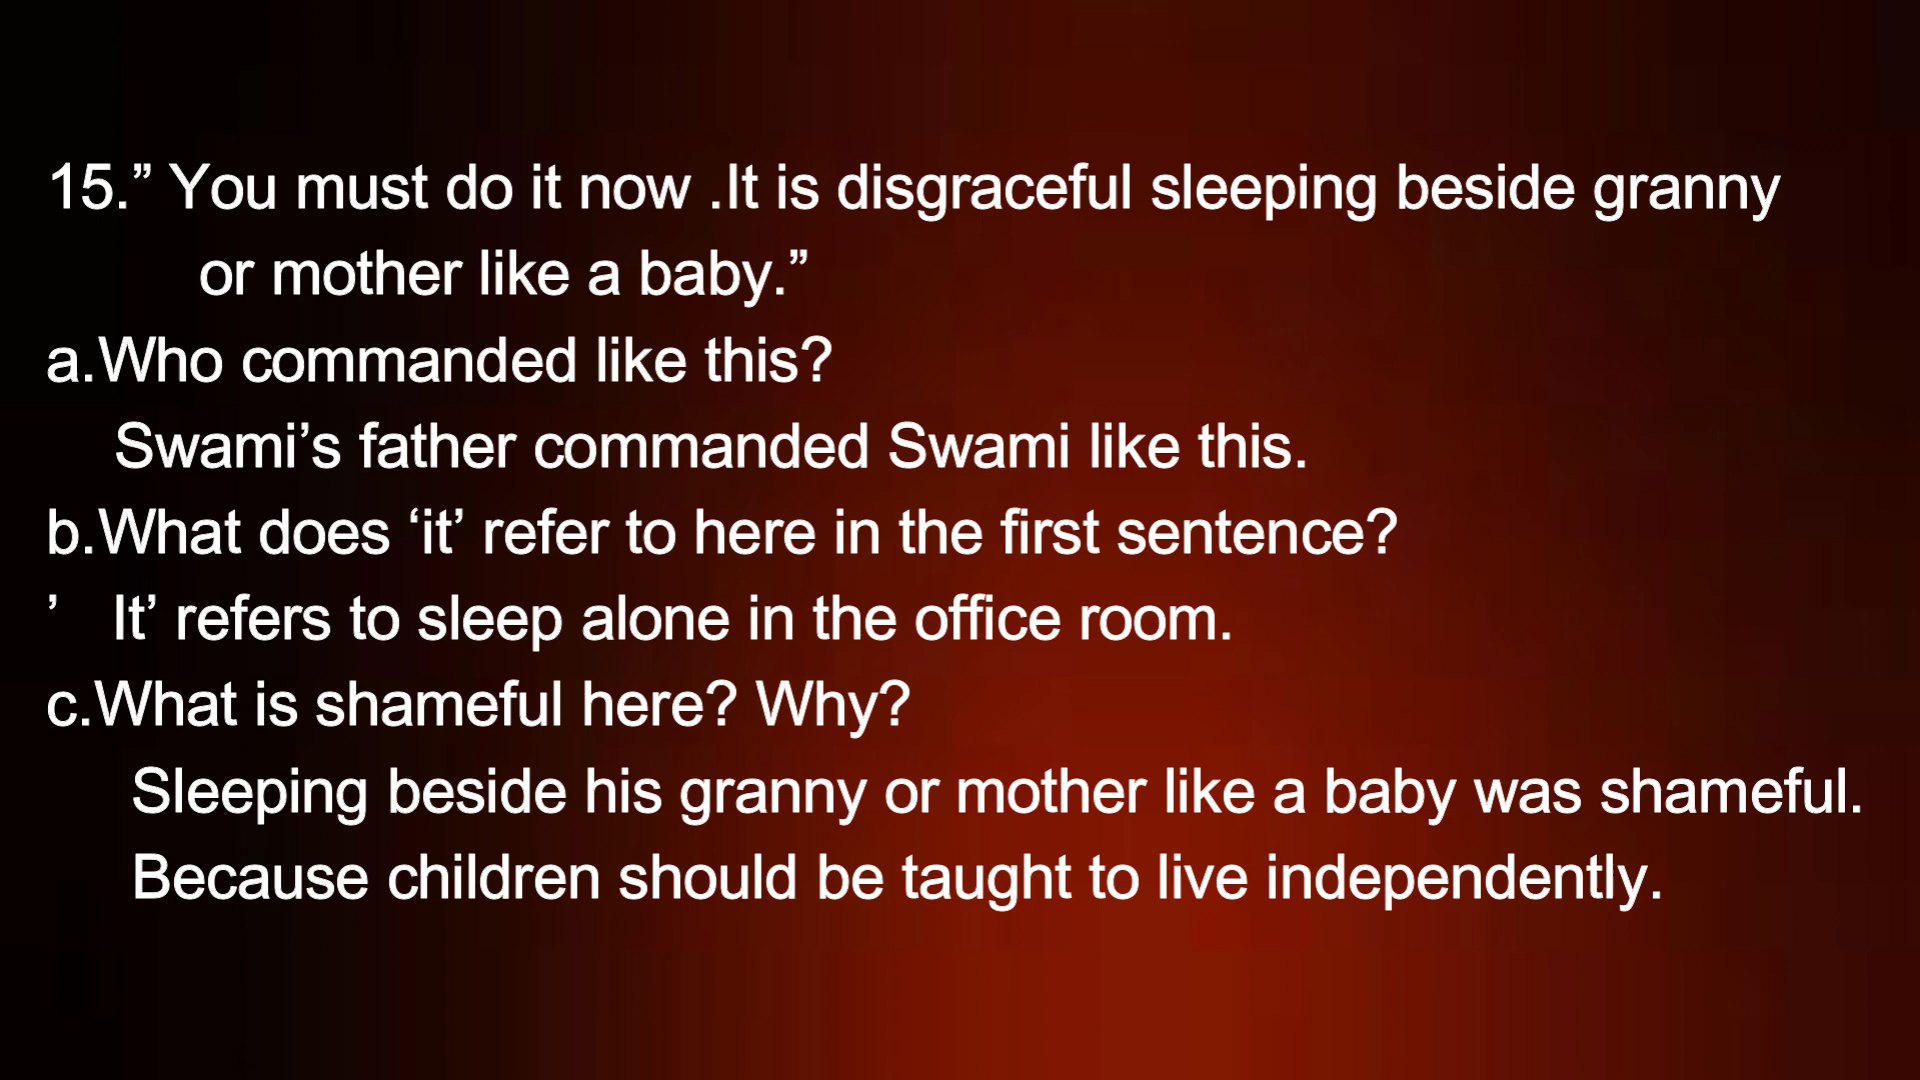 15.” You must do it now .It is disgraceful sleeping beside granny
or mother like a baby.”
a.Who commanded like this?
Swami’s father commanded Swami like this.
b.What does ‘it’ refer to here in the first sentence?
’ It’ refers to sleep alone in the office room.
c.What is shameful here? Why?
Sleeping beside his granny or mother like a baby was shameful.
Because children should be taught to live independently.